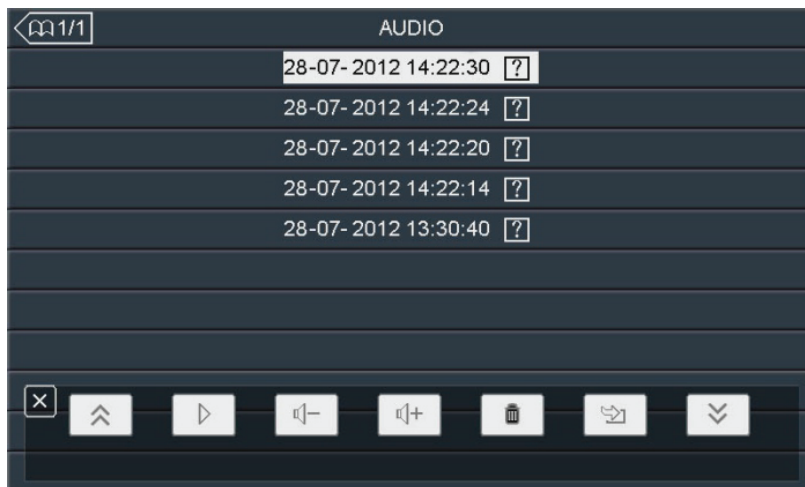 1/1 AUDIO
28-07- 2012 14:22:30 ?
28-07- 2012 14:22:24 ?
28-07- 2012 14:22:20 ?
28-07- 2012 14:22:14 ?
28-07- 2012 13:30:40 ?